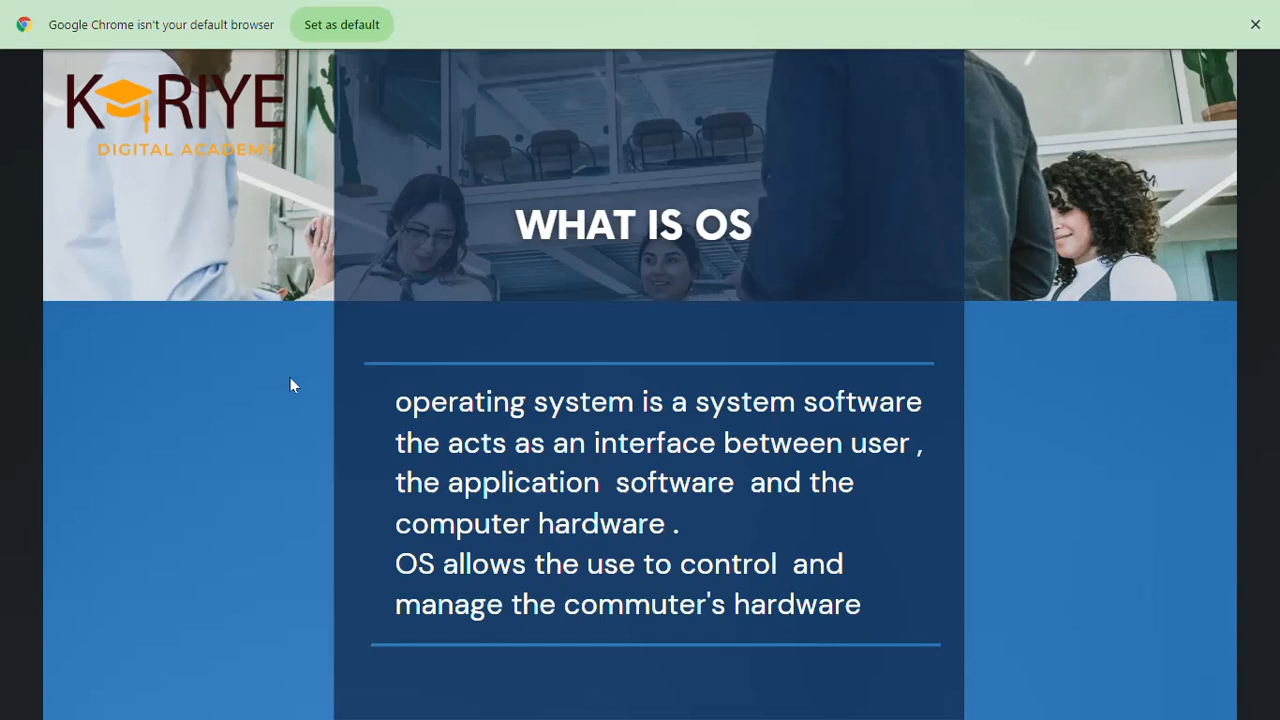 Google Chrome isn't your default browser Set as default
KARIYE
DIGITAL ACADEMY
WHAT IS OS
operating system is a system software
the acts as an interface between user ,
the application  software  and the
computer hardware .
OS allows the use to control  and
manage the commuter's hardware